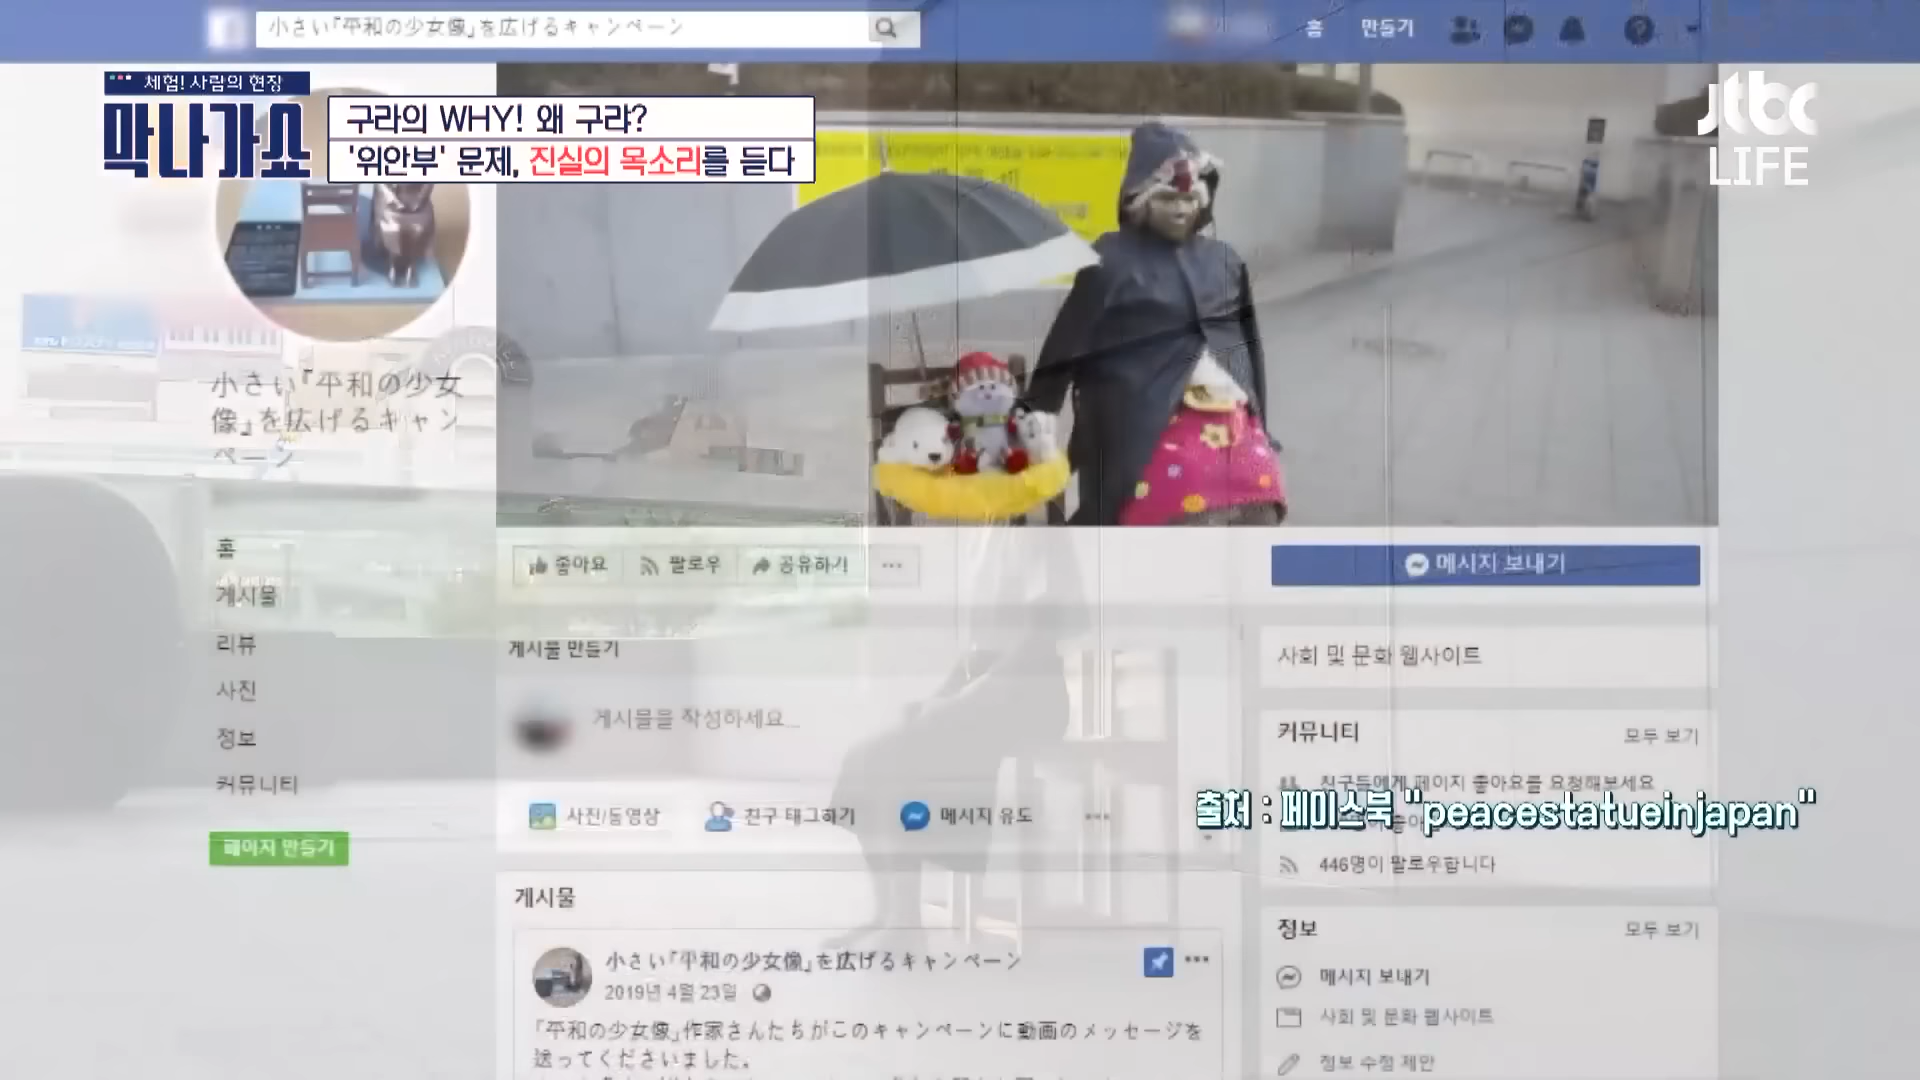 小さい「平和の少女像」を広げるキャンペーン
홈 만들기
체험! 사람의 현장
막나가쇼
구라의 WHY! 왜 구랴?
'위안부' 문제, 진실의 목소리를 듣다
jtbc
LIFE
小さい「平和の少女
像」を広げるキャン
ペーン
홈
게시물
리뷰
사진
정보
커뮤니티
페이지 만들기
좋아요 팔로우 공유하기 ...
메시지 보내기
게시물 만들기
게시물을 작성하세요...
사진/동영상 친구 태그하기 메시지 유도
게시물
小さい「平和の少女像」を広げるキャンペーン
2019년 4월 23일
「平和の少女像」作家さんたちがこのキャンペーンに動画のメッセージを
送ってくださいました。
사회 및 문화 웹사이트
커뮤니티 모두 보기
친구들에게 페이지 좋아요를 요청해보세요
출처 : 페이스북 "peacestatueinjapan"
446명이 팔로우합니다
정보 모두 보기
메시지 보내기
사회 및 문화 웹사이트
정보 수정 제안